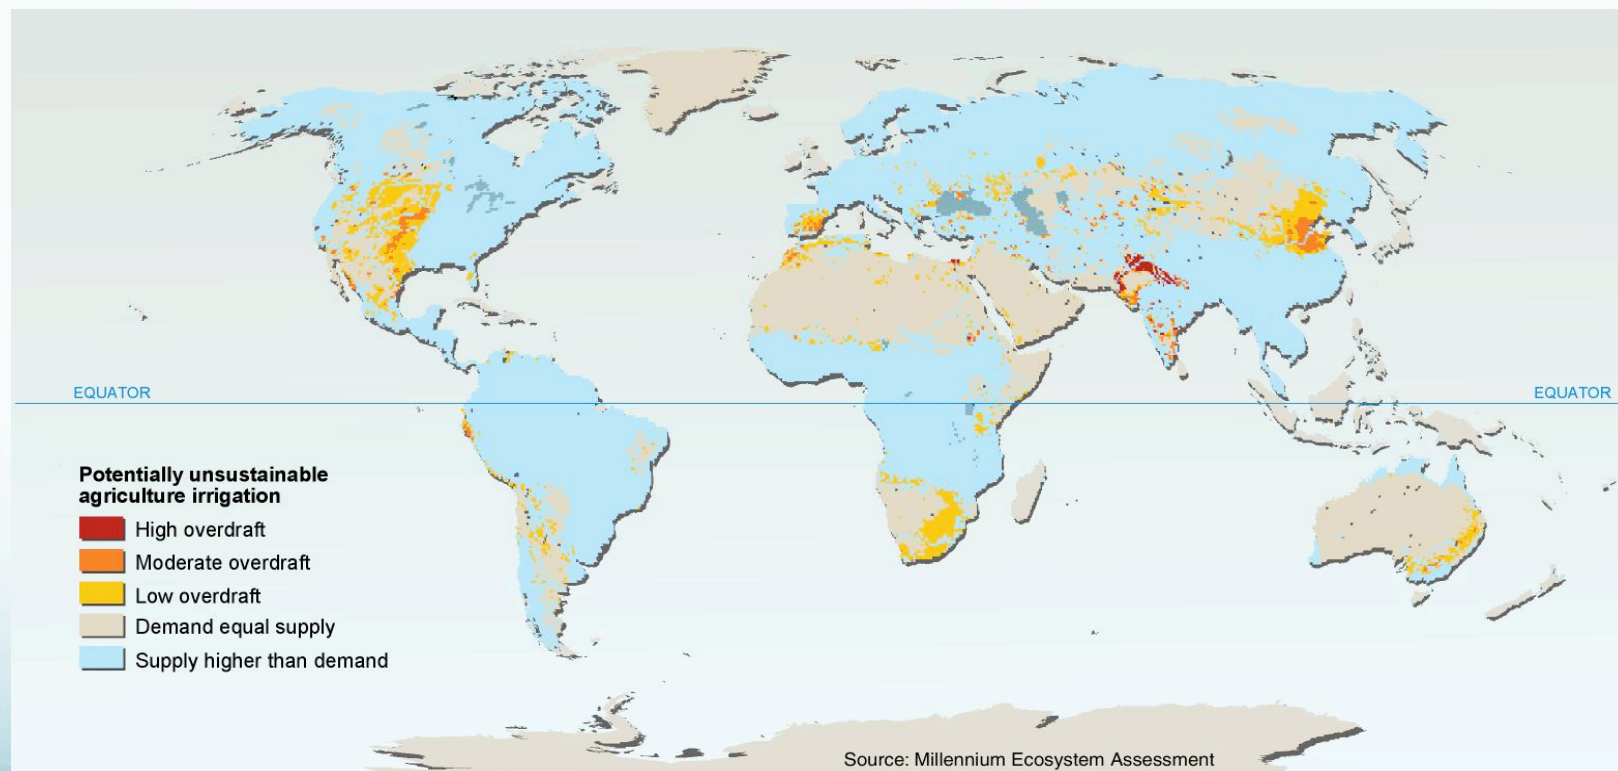 EQUATOR
EQUATOR
Potentially unsustainable
agriculture irrigation
High overdraft
Moderate overdraft
Low overdraft
Demand equal supply
Supply higher than demand
Source: Millennium Ecosystem Assessment